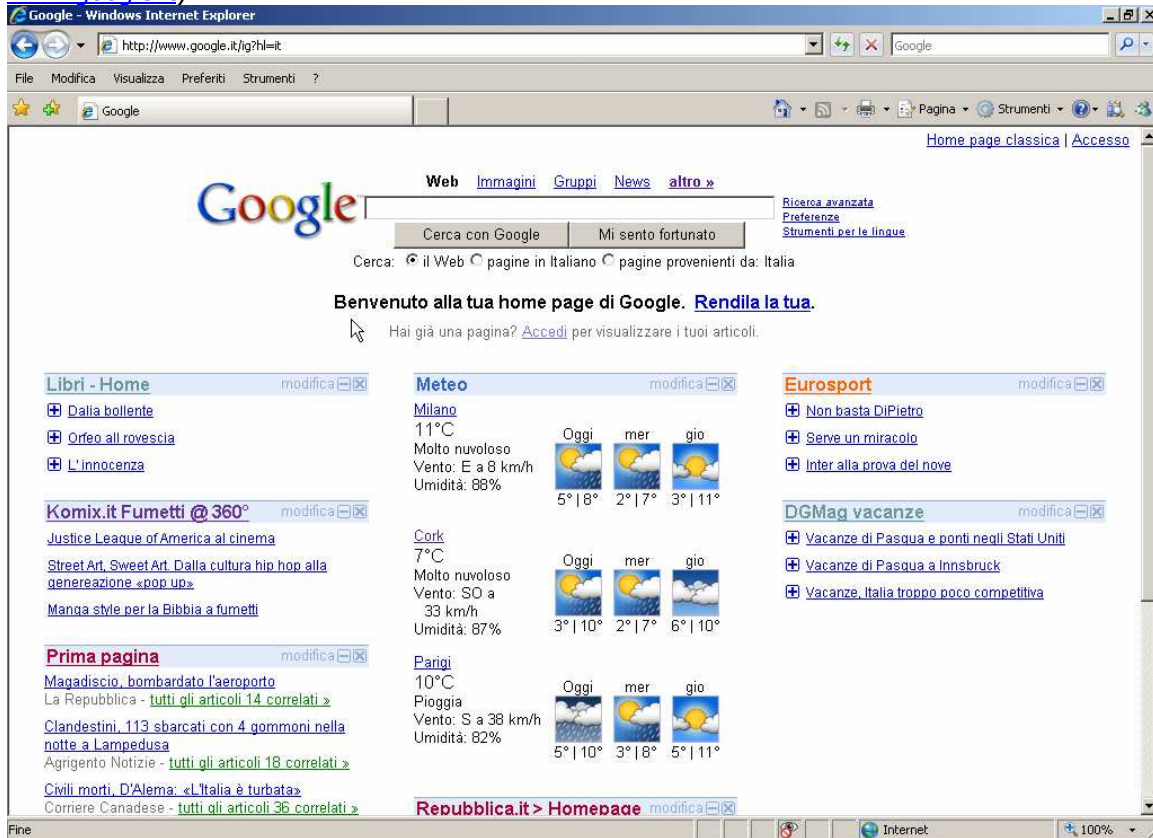 Google - Windows Internet Explorer
http://www.google.it/ig?hl=it
Google
File Modifica Visualizza Preferiti Strumenti ?
Google
Pagina Strumenti
Home page classica | Accesso
Google
Web Immagini Gruppi News altro »
Ricerca avanzata
Preferenze
Strumenti per le lingue
Cerca con Google Mi sento fortunato
Cerca: il Web pagine in Italiano pagine provenienti da: Italia
Benvenuto alla tua home page di Google. Rendila la tua.
Hai già una pagina? Accedi per visualizzare i tuoi articoli.
Libri - Home modifica
Dalia bollente
Orfeo all rovescia
L' innocenza
Komix.it Fumetti @ 360° modifica
Justice League of America al cinema
Street Art, Sweet Art. Dalla cultura hip hop alla
genereazione «pop up»
Manga style per la Bibbia a fumetti
Prima pagina modifica
Magadiscio, bombardato l'aeroporto
La Repubblica - tutti gli articoli 14 correlati »
Clandestini, 113 sbarcati con 4 gommoni nella
notte a Lampedusa
Agrigento Notizie - tutti gli articoli 18 correlati »
Civili morti, D'Alema: «L'Italia è turbata»
Corriere Canadese - tutti gli articoli 36 correlati »
Meteo modifica
Milano
11°C
Molto nuvoloso
Vento: E a 8 km/h
Umidità: 88%
Oggi mer gio
5°|8° 2°|7° 3°|11°
Cork
7°C
Molto nuvoloso
Vento: SO a
33 km/h
Umidità: 87%
Oggi mer gio
3°|10° 2°|7° 6°|10°
Parigi
10°C
Pioggia
Vento: S a 38 km/h
Umidità: 82%
Oggi mer gio
5°|10° 3°|8° 5°|11°
Repubblica.it > Homepage modifica
Eurosport modifica
Non basta DiPietro
Serve un miracolo
Inter alla prova del nove
DGMag vacanze modifica
Vacanze di Pasqua e ponti negli Stati Uniti
Vacanze di Pasqua a Innsbruck
Vacanze, Italia troppo poco competitiva
Fine
Internet
100%